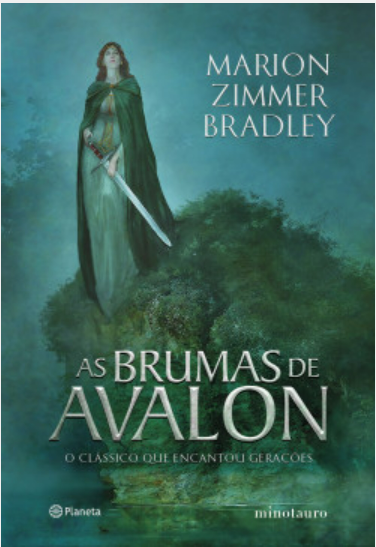 MARION
ZIMMER
BRADLEY
AS BRUMAS DE
AVALON
O CLÁSSICO QUE ENCANTOU GERAÇÕES
Planeta
minotauro